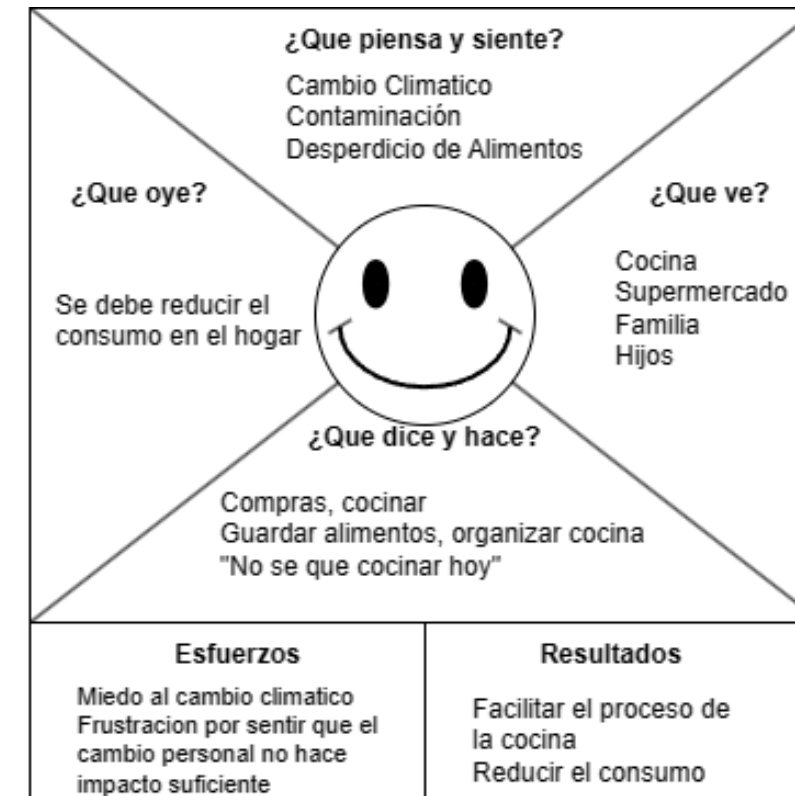 ¿Que piensa y siente?
Cambio Climatico
Contaminación
Desperdicio de Alimentos
¿Que oye?
Se debe reducir el
consumo en el hogar
¿Que ve?
Cocina
Supermercado
Familia
Hijos
¿Que dice y hace?
Compras, cocinar
Guardar alimentos, organizar cocina
"No se que cocinar hoy"
Esfuerzos
Miedo al cambio climatico
Frustracion por sentir que el
cambio personal no hace
impacto suficiente
Resultados
Facilitar el proceso de
la cocina
Reducir el consumo